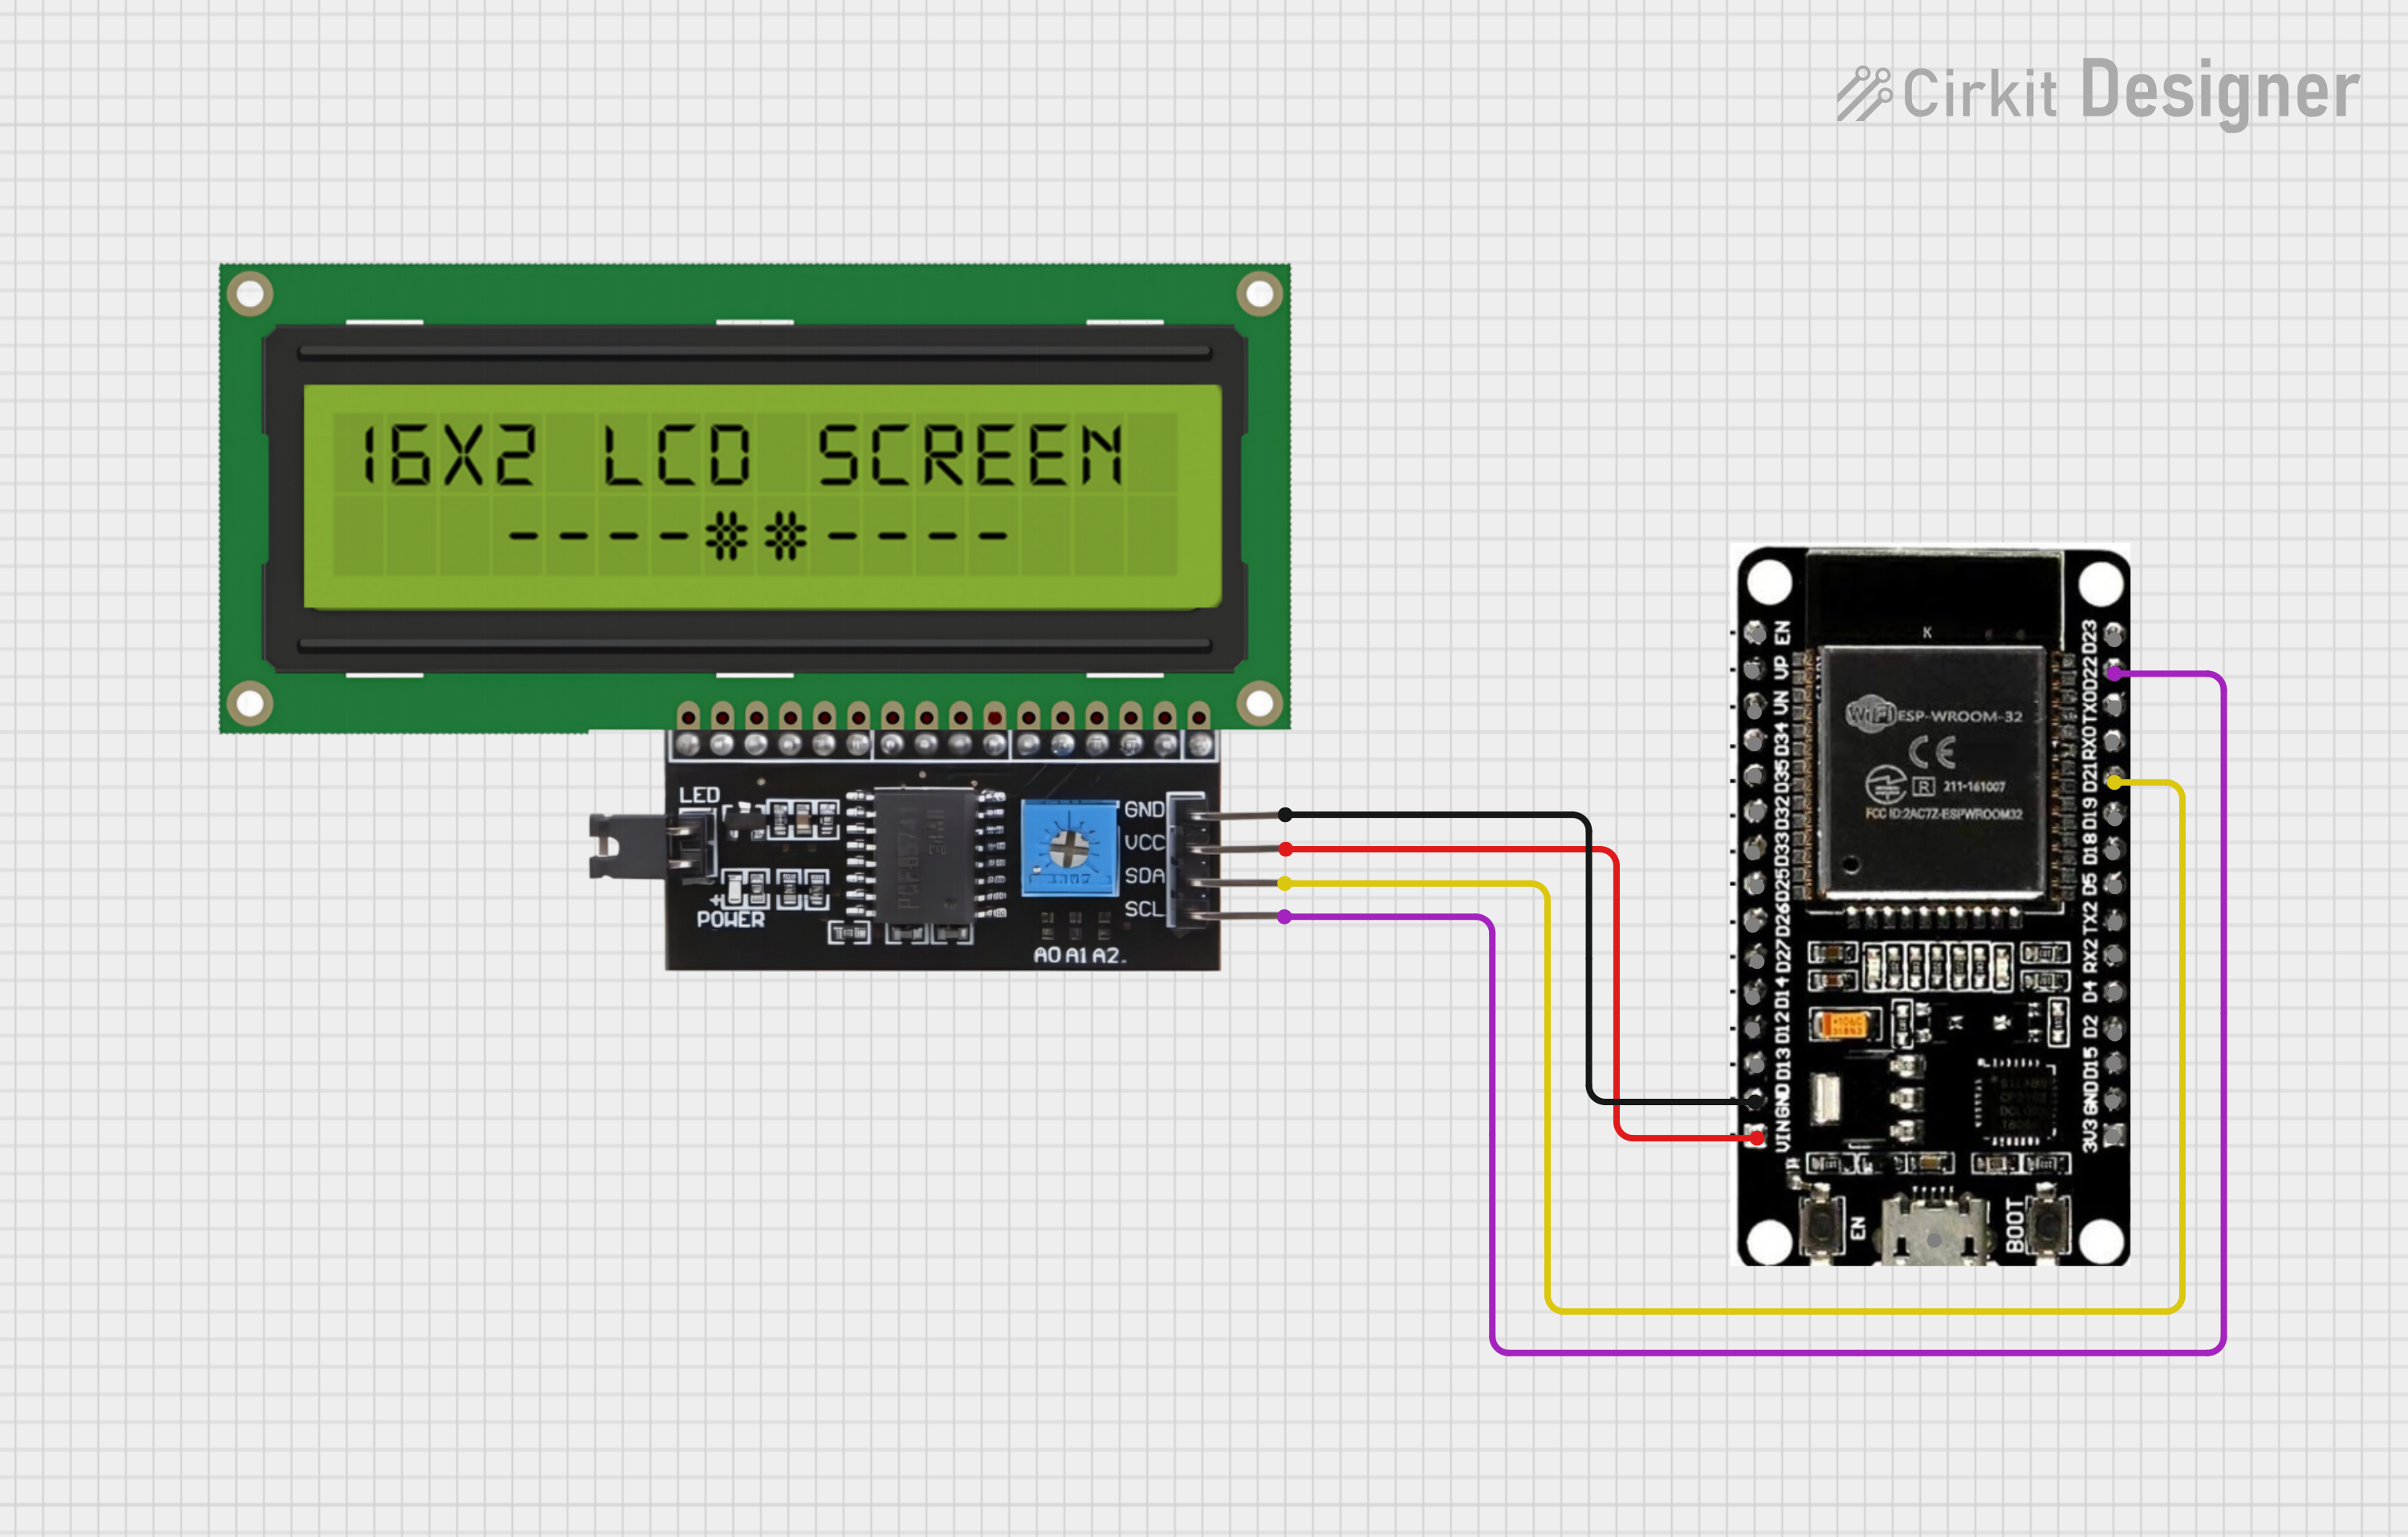 Cirkit Designer
16X2 LCD SCREEN
----##----
LED
POWER
GND
VCC
SDA
SCL
A0 A1 A2
EN
VP
VN
D34
D35
D32
D33
D25
D26
D27
D14
D12
D13
GND
VIN
K
WiFi ESP-WROOM-32
CE
R 211-161007
FCC ID:2AC7Z-ESPWROOM32
D23
D22
TX0
RX0
D21
D19
D18
D5
TX2
RX2
D4
D2
D15
GND
3V3
EN
BOOT